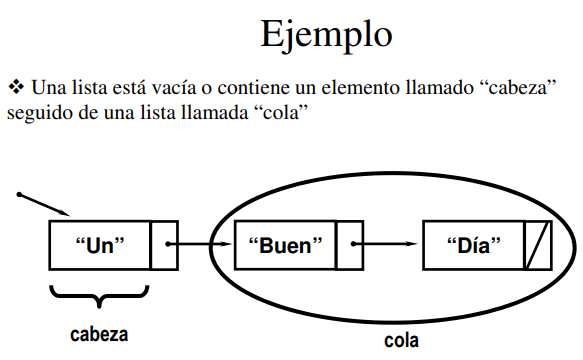 Ejemplo
❖ Una lista está vacía o contiene un elemento llamado “cabeza”
seguido de una lista llamada “cola”
“Un” “Buen” “Día”
cabeza
cola